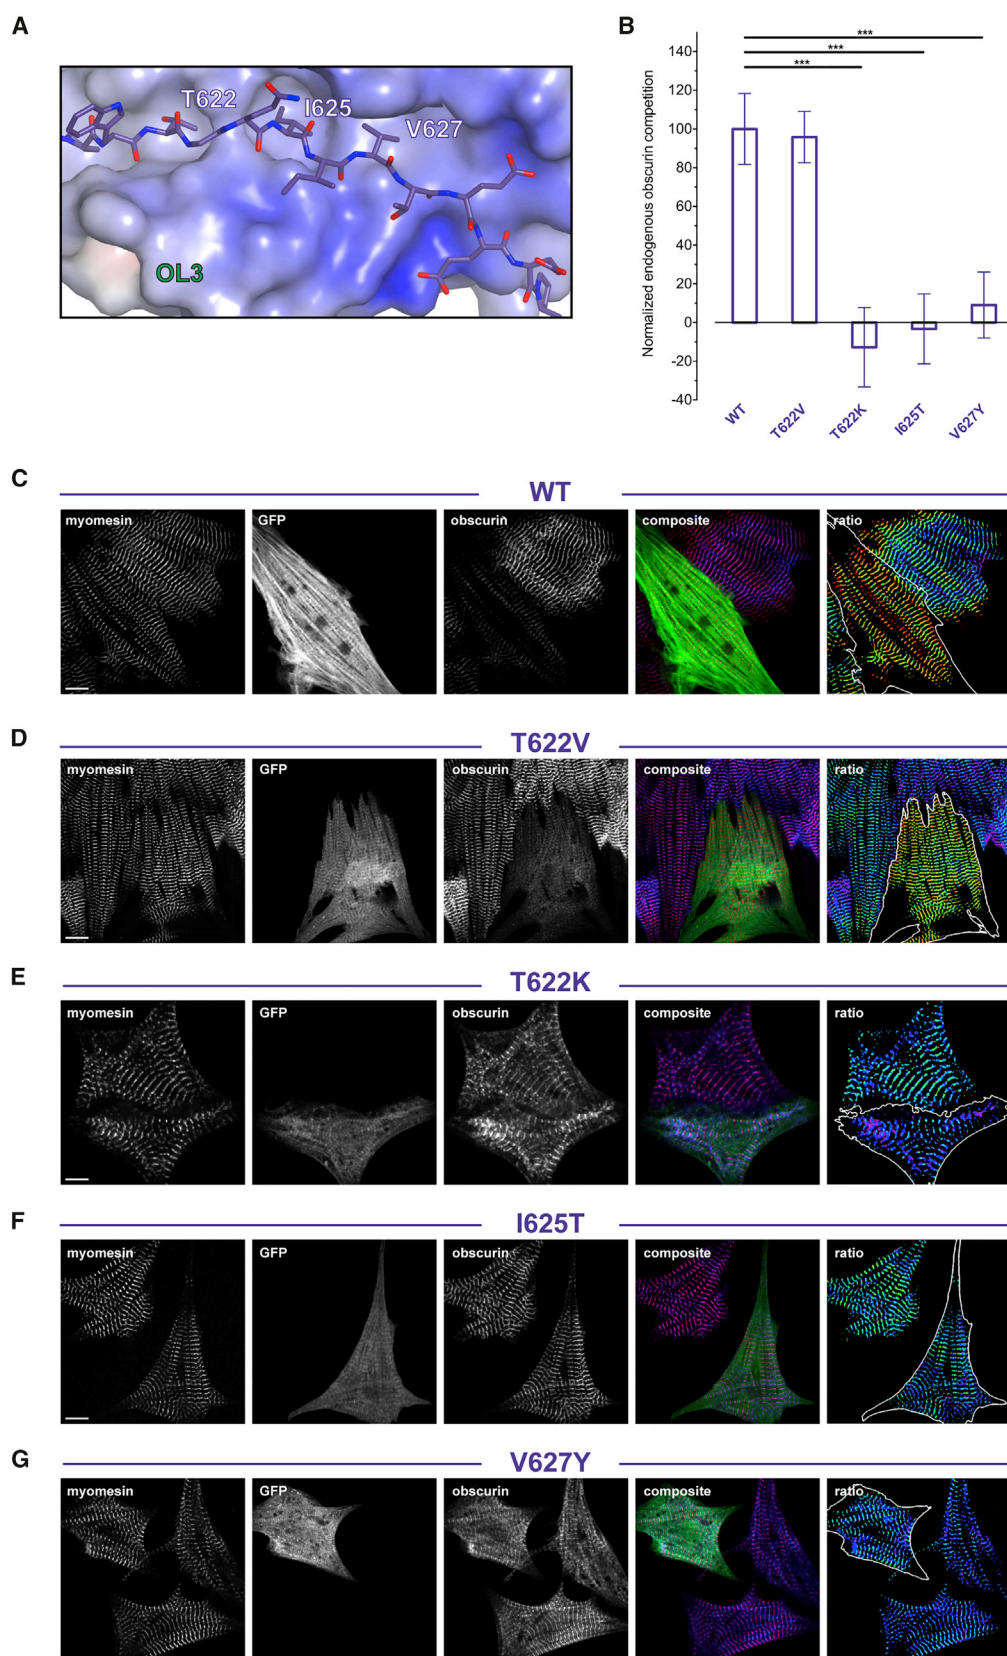 A
T622
I625
V627
OL3
B
Normalized endogenous obscurin competition
140
120
100
80
60
40
20
0
-20
-40
***
***
***
WT
T622V
T622K
I625T
V627Y
C
WT
myomesin
GFP
obscurin
composite
ratio
D
T622V
myomesin
GFP
obscurin
composite
ratio
E
T622K
myomesin
GFP
obscurin
composite
ratio
F
I625T
myomesin
GFP
obscurin
composite
ratio
G
V627Y
myomesin
GFP
obscurin
composite
ratio